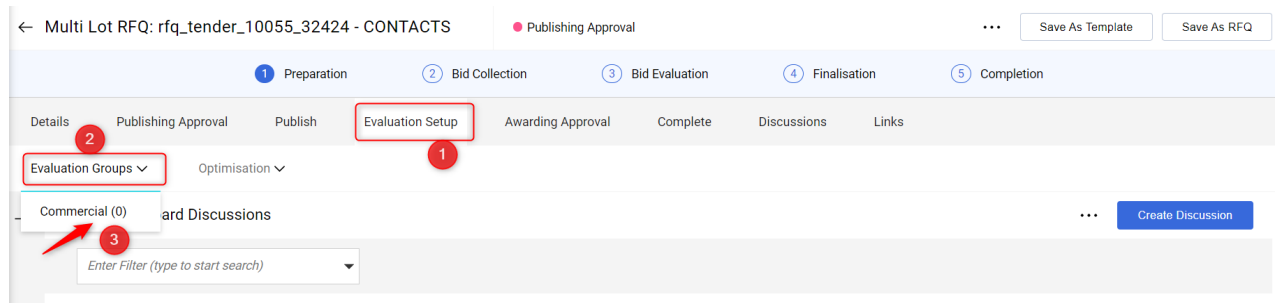 ← Multi Lot RFQ: rfq_tender_10055_32424 - CONTACTS Publishing Approval ... Save As Template Save As RFQ
1 Preparation 2 Bid Collection 3 Bid Evaluation 4 Finalisation 5 Completion
Details Publishing Approval Publish Evaluation Setup Awarding Approval Complete Discussions Links
2
1
Evaluation Groups Optimisation
Commercial (0) ard Discussions ... Create Discussion
3
Enter Filter (type to start search)